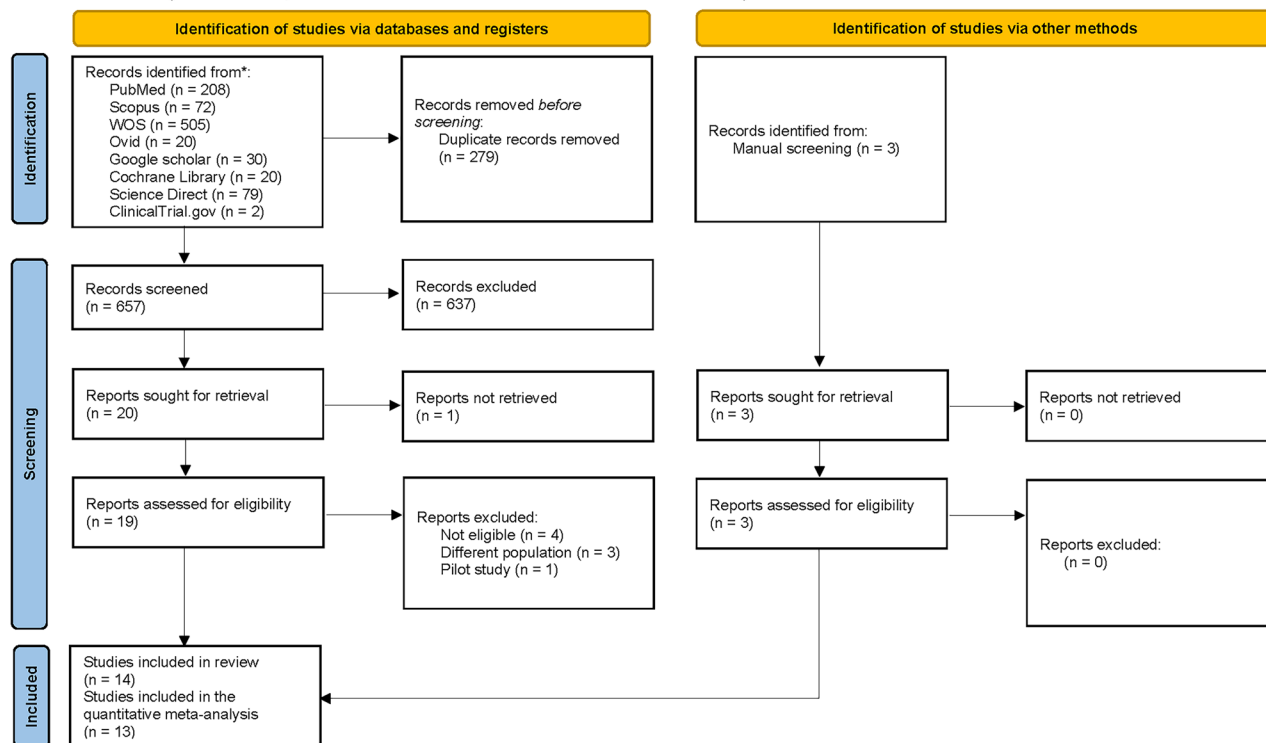 Identification of studies via databases and registers
Identification of studies via other methods
Identification
Records identified from*:
PubMed (n = 208)
Scopus (n = 72)
WOS (n = 505)
Ovid (n = 20)
Google scholar (n = 30)
Cochrane Library (n = 20)
Science Direct (n = 79)
ClinicalTrial.gov (n = 2)
Records removed before
screening:
Duplicate records removed
(n = 279)
Records identified from:
Manual screening (n = 3)
Screening
Records screened
(n = 657)
Records excluded
(n = 637)
Reports sought for retrieval
(n = 20)
Reports not retrieved
(n = 1)
Reports sought for retrieval
(n = 3)
Reports not retrieved
(n = 0)
Reports assessed for eligibility
(n = 19)
Reports excluded:
Not eligible (n = 4)
Different population (n = 3)
Pilot study (n = 1)
Reports assessed for eligibility
(n = 3)
Reports excluded:
(n = 0)
Included
Studies included in review
(n = 14)
Studies included in the
quantitative meta-analysis
(n = 13)